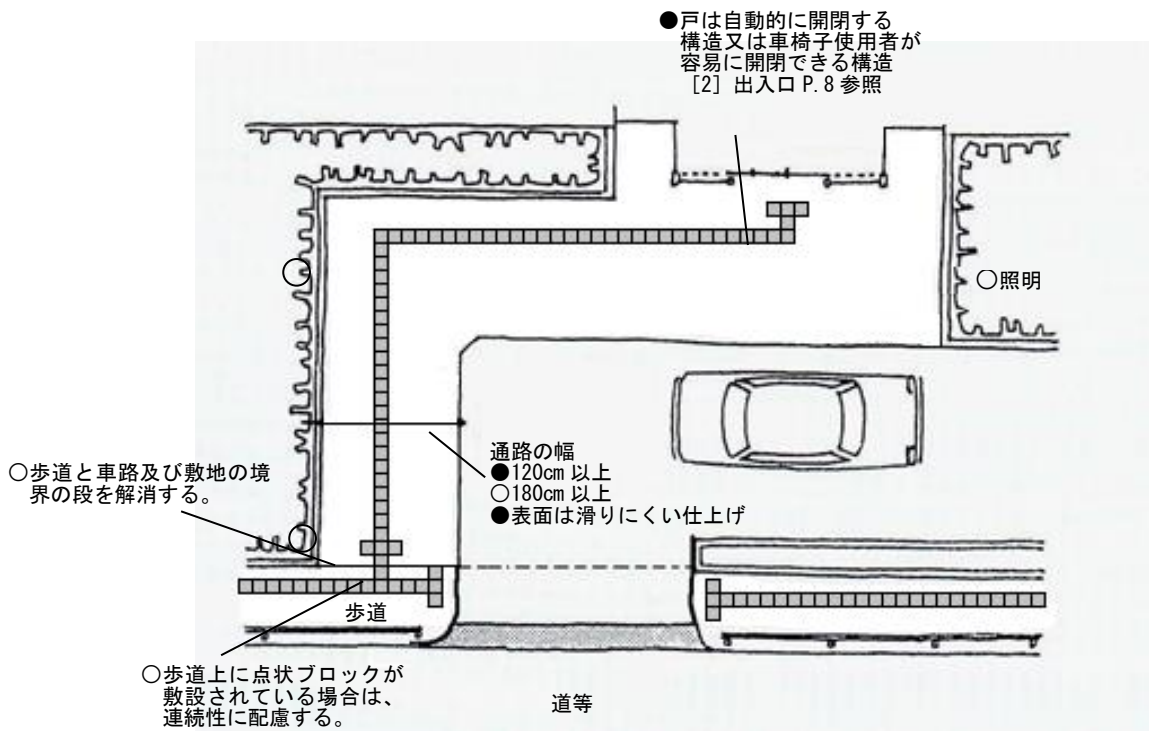 ●戸は自動的に開閉する
構造又は車椅子使用者が
容易に開閉できる構造
[2] 出入口 P.8 参照
○照明
通路の幅
●120cm 以上
○180cm 以上
●表面は滑りにくい仕上げ
○歩道と車路及び敷地の境
界の段を解消する。
歩道
○歩道上に点状ブロックが
敷設されている場合は、
連続性に配慮する。
道等